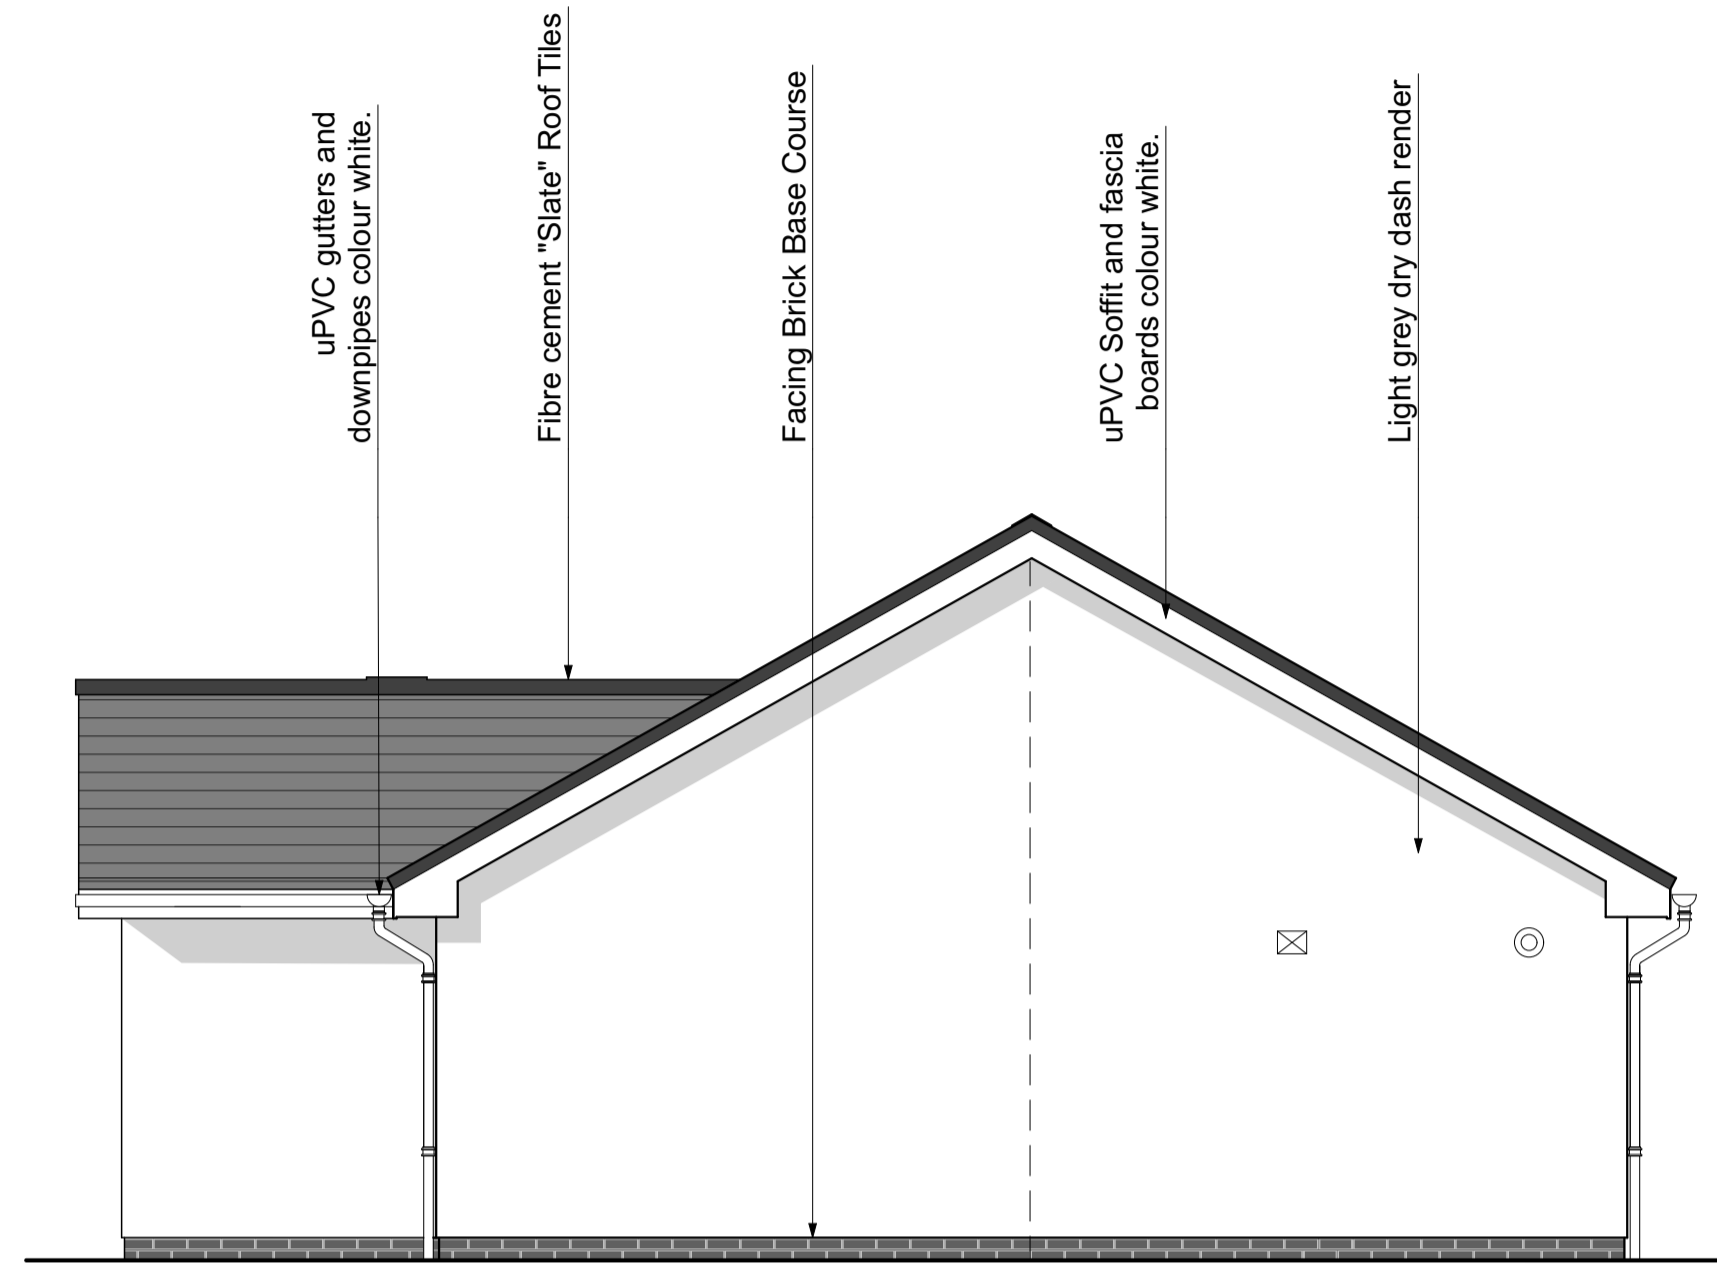 uPVC gutters and
downpipes colour white.
Fibre cement "Slate" Roof Tiles
Facing Brick Base Course
uPVC Soffit and fascia
boards colour white.
Light grey dry dash render